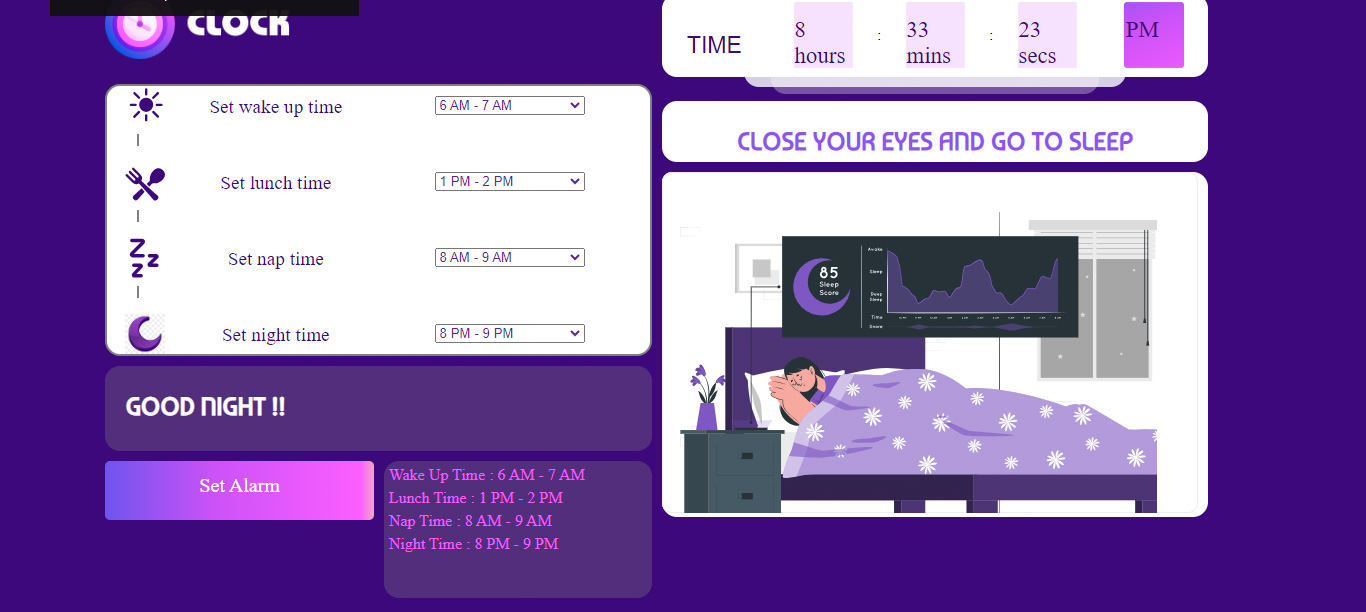 CLOCK
Set wake up time
6 AM - 7 AM
Set lunch time
1 PM - 2 PM
Set nap time
8 AM - 9 AM
Set night time
8 PM - 9 PM
GOOD NIGHT !!
Set Alarm
Wake Up Time : 6 AM - 7 AM
Lunch Time : 1 PM - 2 PM
Nap Time : 8 AM - 9 AM
Night Time : 8 PM - 9 PM
TIME
8
hours
:
33
mins
:
23
secs
PM
CLOSE YOUR EYES AND GO TO SLEEP
85
Sleep
Score
Awake
Sleep
Deep
Sleep
Time
Score